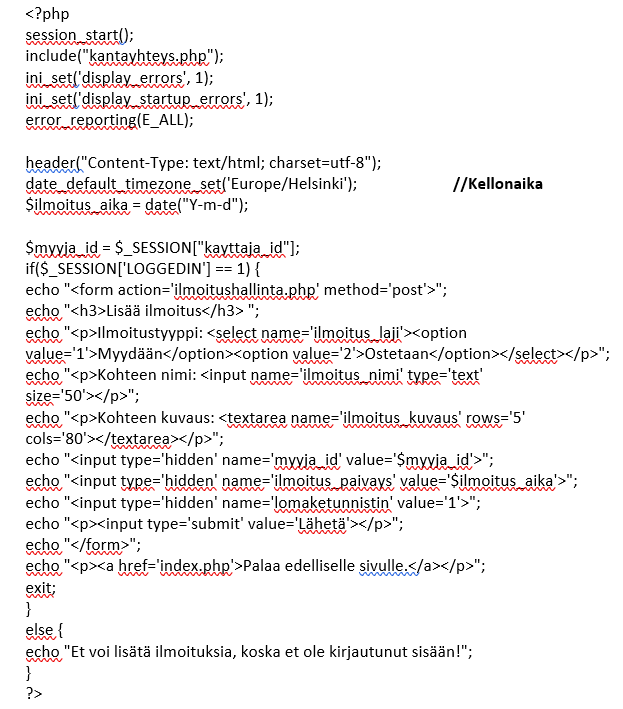 <?php
session_start();
include("kantayhteys.php");
ini_set('display_errors', 1);
ini_set('display_startup_errors', 1);
error_reporting(E_ALL);
header("Content-Type: text/html; charset=utf-8");
date_default_timezone_set('Europe/Helsinki'); //Kellonaika
$ilmoitus_aika = date("Y-m-d");
$myyja_id = $_SESSION["kayttaja_id"];
if($_SESSION['LOGGEDIN'] == 1) {
echo "<form action='ilmoitushallinta.php' method='post'>";
echo "<h3>Lisää ilmoitus</h3> ";
echo "<p>Ilmoitustyyppi: <select name='ilmoitus_laji'><option
value='1'>Myydään</option><option value='2'>Ostetaan</option></select></p>";
echo "<p>Kohteen nimi: <input name='ilmoitus_nimi' type='text'
size='50'></p>";
echo "<p>Kohteen kuvaus: <textarea name='ilmoitus_kuvaus' rows='5'
cols='80'></textarea></p>";
echo "<input type='hidden' name='myyja_id' value='$myyja_id'>";
echo "<input type='hidden' name='ilmoitus_paivays' value='$ilmoitus_aika'>";
echo "<input type='hidden' name='lomaketunnistin' value='1'>";
echo "<p><input type='submit' value='Lähetä'></p>";
echo "</form>";
echo "<p><a href='index.php'>Palaa edelliselle sivulle.</a></p>";
exit;
}
else {
echo "Et voi lisätä ilmoituksia, koska et ole kirjautunut sisään!";
}
?>